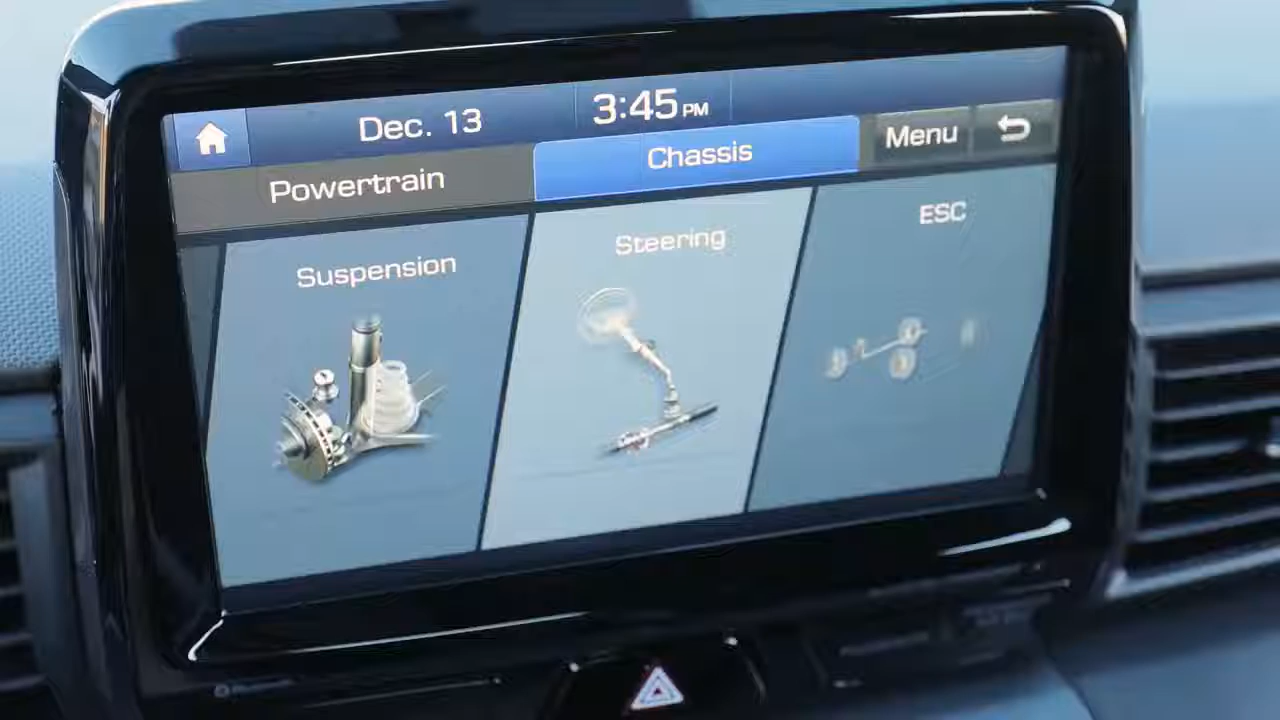 Dec. 13
3:45 PM
Powertrain
Chassis
Menu
Suspension
Steering
ESC